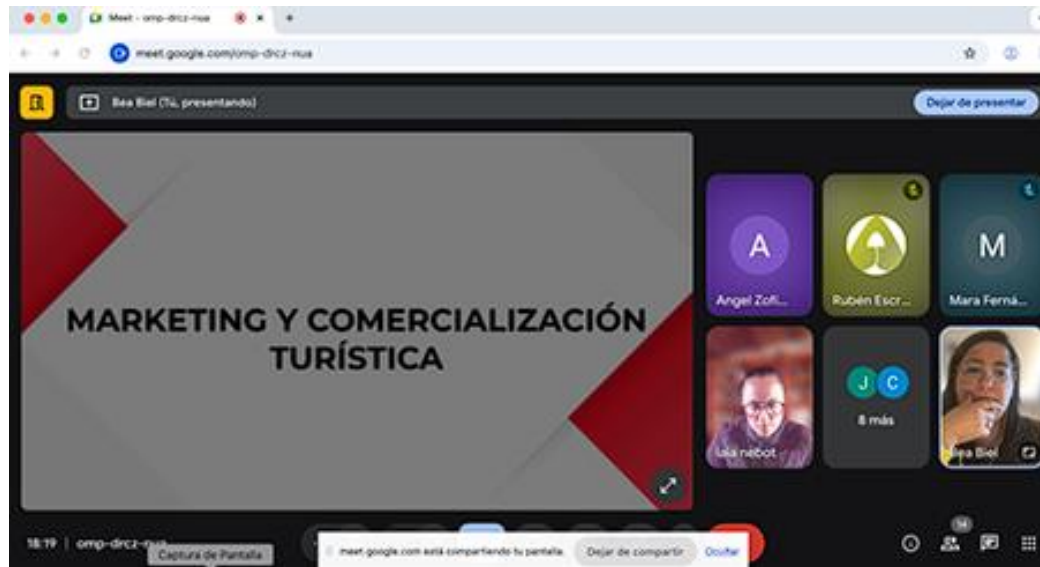 Meet - omp-drcz-nua
meet.google.com/omp-drcz-nua
Bea Biel (Tú, presentando)
Dejar de presentar
MARKETING Y COMERCIALIZACIÓN
TURÍSTICA
A
M
Angel Zofi...
Rubén Escr...
Mara Ferná...
J C
8 más
laia nebot
Bea Biel
18:19 | omp-drcz-nua
14
Captura de Pantalla
meet.google.com está compartiendo tu pantalla.
Dejar de compartir
Ocultar